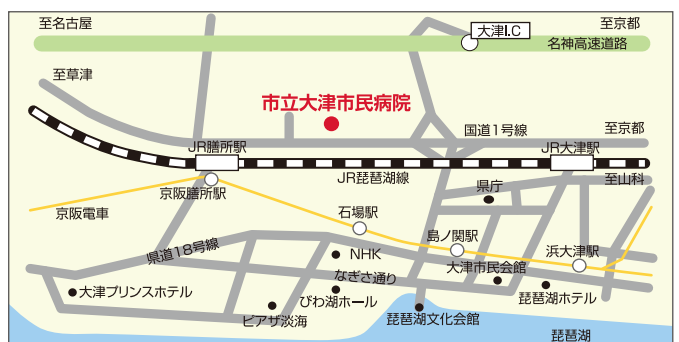 至名古屋
大津I.C
至京都
名神高速道路
至草津
市立大津市民病院
国道1号線
至京都
JR膳所駅
JR大津駅
JR琵琶湖線
至山科
京阪膳所駅
県庁
京阪電車
石場駅
島ノ関駅
県道18号線
NHK
浜大津駅
なぎさ通り
大津市民会館
大津プリンスホテル
びわ湖ホール
琵琶湖ホテル
ピアザ淡海
琵琶湖文化会館
琵琶湖